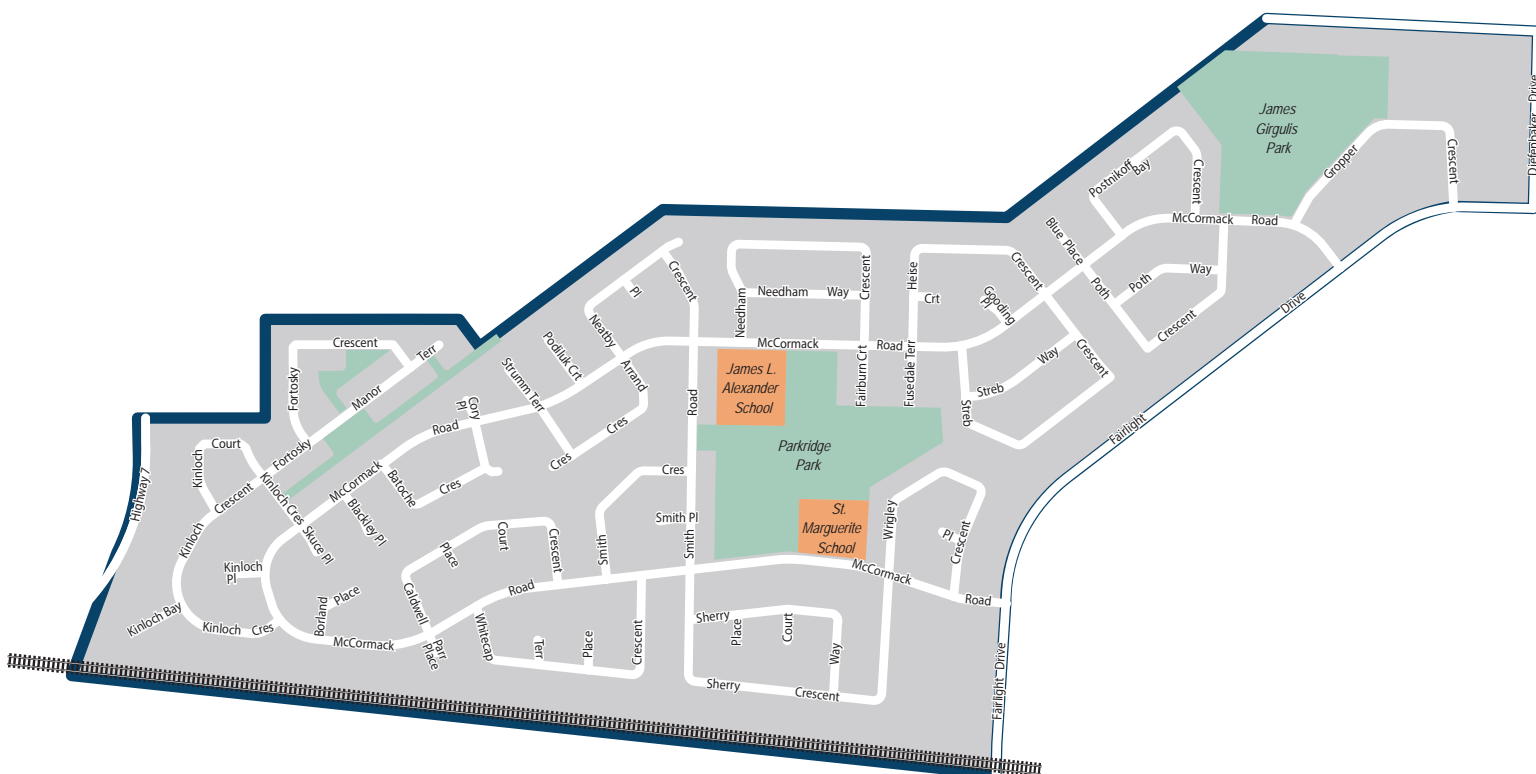 James
Girgulis
Park
Diefenbaker Drive
Gropper
Crescent
Postnikoff
Bay
Crescent
McCormack Road
Blue Place
Poth
Poth Way
Crescent
Drive
Fairlight
Crescent
Needham Way
Needham
Crescent
Heise
Crt
Gooding
Pl
Crescent
Crescent
Pl
Neatby
Arrand
Podiluk Crt
Strumm Terr
McCormack Road
Fairburn Crt
Fusedale Terr
Streb Way
Streb
Crescent
James L.
Alexander
School
Parkridge
Park
St.
Marguerite
School
Road
Crescent
Terr
Fortosky
Manor
Fortosky
Cory
Pl
Road
Cres
Cres
Court
Kinloch
Crescent
Kinloch Cres
McCormack
Batoche
Cres
Cres
Highway 7
Blackley Pl
Skuce Pl
Smith Pl
Smith
Smith
Wrigley
Pl
Crescent
Kinloch
Kinloch
Pl
Place
Court
Crescent
McCormack
Road
Road
Kinloch Bay
Kinloch Cres
Borland
Place
Caldwell
McCormack
Parr
Place
Whitecap
Terr
Place
Crescent
Sherry
Place
Court
Way
Sherry
Crescent
Fairlight Drive